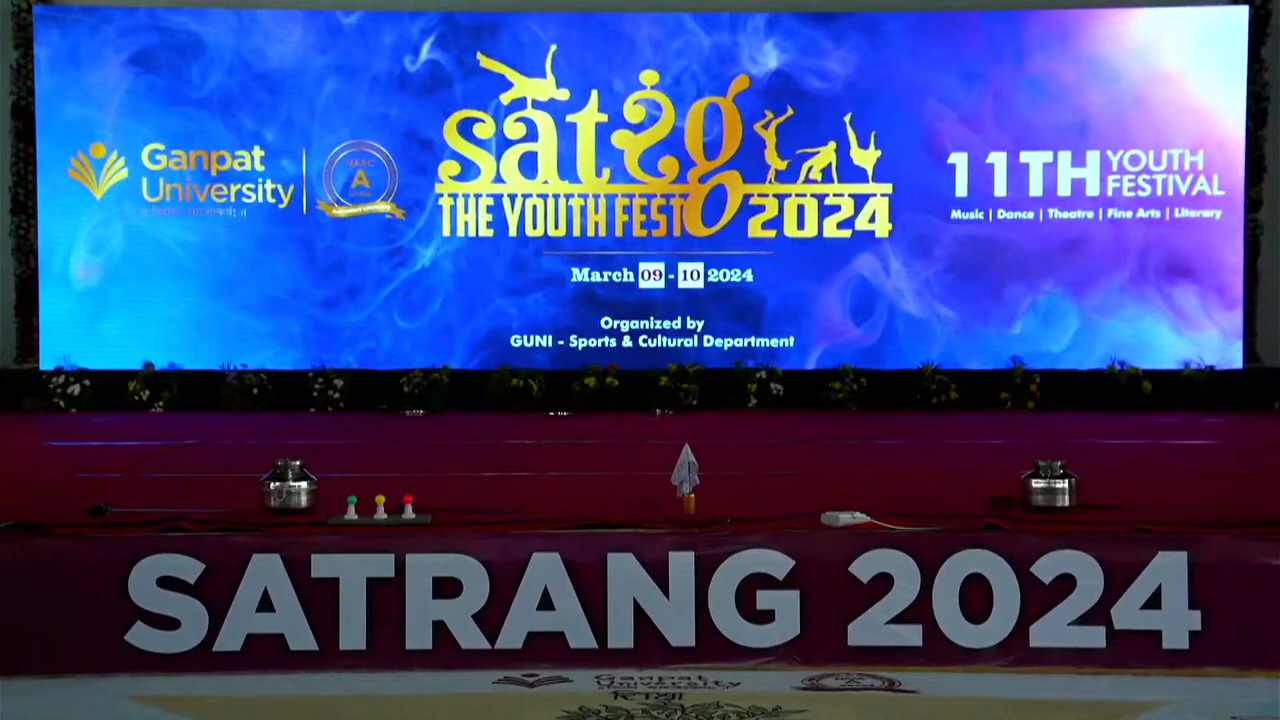 Ganpat
University
NAAC
A
satરંg
THE YOUTH FEST 2024
March 09 - 10 2024
Organized by
GUNI - Sports & Cultural Department
11TH YOUTH
FESTIVAL
Music | Dance | Theatre | Fine Arts | Literary
SATRANG 2024
Ganpat
University